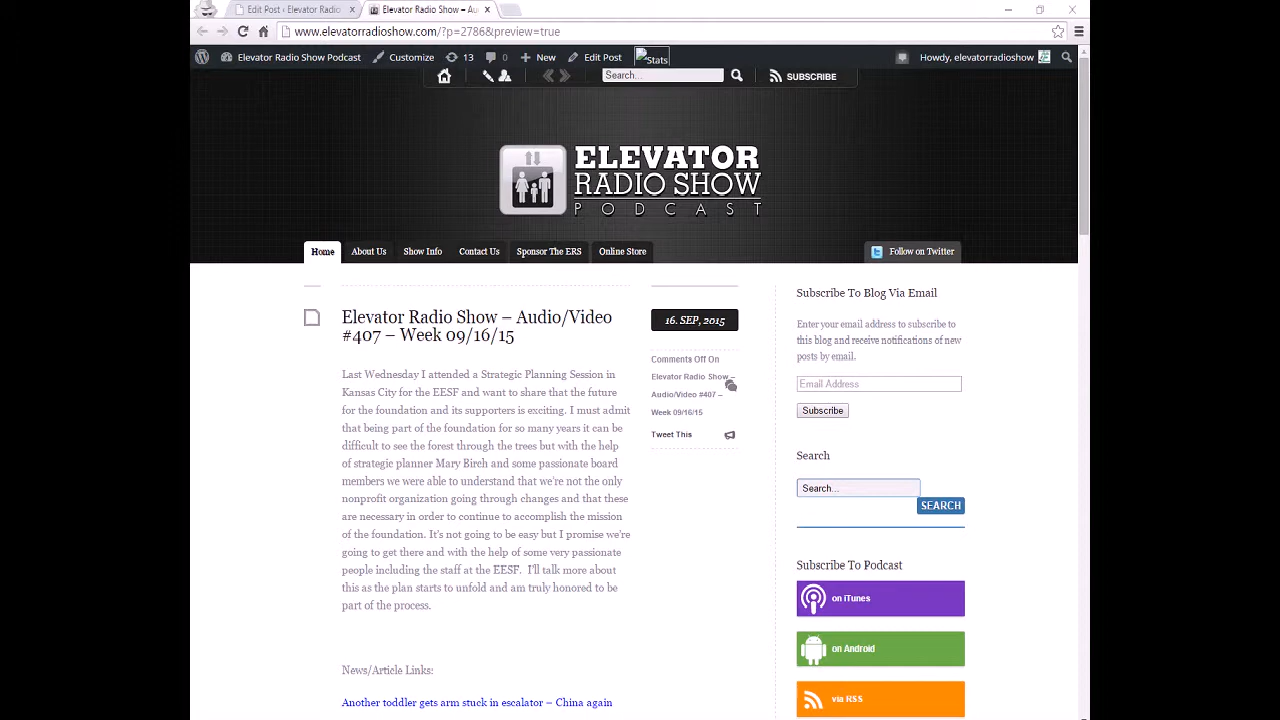 Edit Post ‹ Elevator Radio
Elevator Radio Show – Au
www.elevatorradioshow.com/?p=2786&preview=true
Elevator Radio Show Podcast Customize 13 0 New Edit Post Stats Howdy, elevatorradioshow
Search... SUBSCRIBE
ELEVATOR
RADIO SHOW
PODCAST
Home About Us Show Info Contact Us Sponsor The ERS Online Store Follow on Twitter
Elevator Radio Show – Audio/Video
#407 – Week 09/16/15
Last Wednesday I attended a Strategic Planning Session in
Kansas City for the EESF and want to share that the future
for the foundation and its supporters is exciting. I must admit
that being part of the foundation for so many years it can be
difficult to see the forest through the trees but with the help
of strategic planner Mary Birch and some passionate board
members we were able to understand that we're not the only
nonprofit organization going through changes and that these
are necessary in order to continue to accomplish the mission
of the foundation. It's not going to be easy but I promise we're
going to get there and with the help of some very passionate
people including the staff at the EESF. I'll talk more about
this as the plan starts to unfold and am truly honored to be
part of the process.
News/Article Links:
Another toddler gets arm stuck in escalator – China again
16. SEP, 2015
Comments Off On
Elevator Radio Show –
Audio/Video #407 –
Week 09/16/15
Tweet This
Subscribe To Blog Via Email
Enter your email address to subscribe to
this blog and receive notifications of new
posts by email.
Email Address
Subscribe
Search
Search...
SEARCH
Subscribe To Podcast
on iTunes
on Android
via RSS